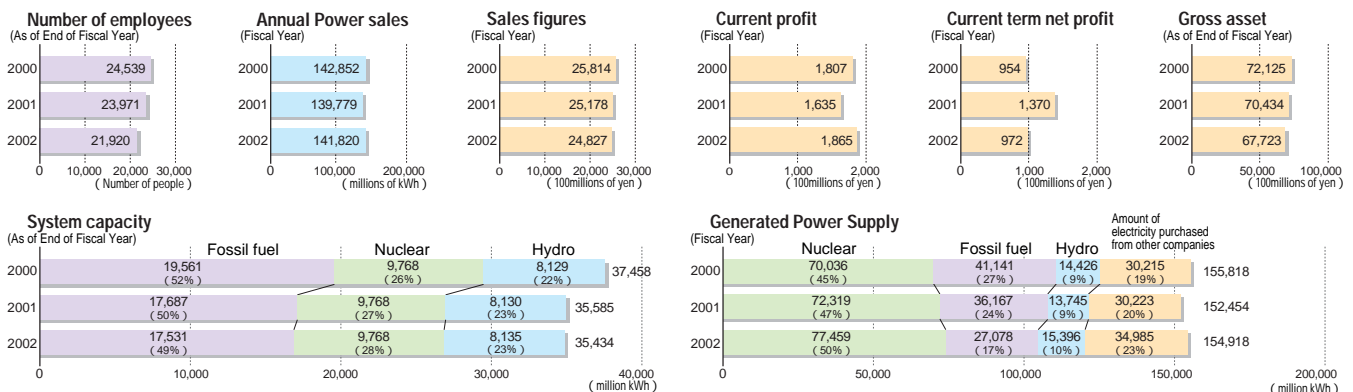 Number of employees
(As of End of Fiscal Year)
2000 24,539
2001 23,971
2002 21,920
0 10,000 20,000 30,000
( Number of people )
Annual Power sales
(Fiscal Year)
2000 142,852
2001 139,779
2002 141,820
0 100,000 200,000
( millions of kWh )
Sales figures
(Fiscal Year)
2000 25,814
2001 25,178
2002 24,827
0 10,000 20,000 30,000
( 100millions of yen )
Current profit
(Fiscal Year)
2000 1,807
2001 1,635
2002 1,865
0 1,000 2,000
( 100millions of yen )
Current term net profit
(Fiscal Year)
2000 954
2001 1,370
2002 972
0 1,000 2,000
( 100millions of yen )
Gross asset
(As of End of Fiscal Year)
2000 72,125
2001 70,434
2002 67,723
0 50,000 100,000
( 100millions of yen )
System capacity
(As of End of Fiscal Year)
Fossil fuel Nuclear Hydro
2000 19,561 9,768 8,129 37,458
( 52% ) ( 26% ) ( 22% )
2001 17,687 9,768 8,130 35,585
( 50% ) ( 27% ) ( 23% )
2002 17,531 9,768 8,135 35,434
( 49% ) ( 28% ) ( 23% )
0 10,000 20,000 30,000 40,000
( million kWh )
Generated Power Supply
(Fiscal Year)
Nuclear Fossil fuel Hydro
Amount of
electricity purchased
from other companies
2000 70,036 41,141 14,426 30,215 155,818
( 45% ) ( 27% ) ( 9% ) ( 19% )
2001 72,319 36,167 13,745 30,223 152,454
( 47% ) ( 24% ) ( 9% ) ( 20% )
2002 77,459 27,078 15,396 34,985 154,918
( 50% ) ( 17% ) ( 10% ) ( 23% )
0 50,000 100,000 150,000 200,000
( million kWh )